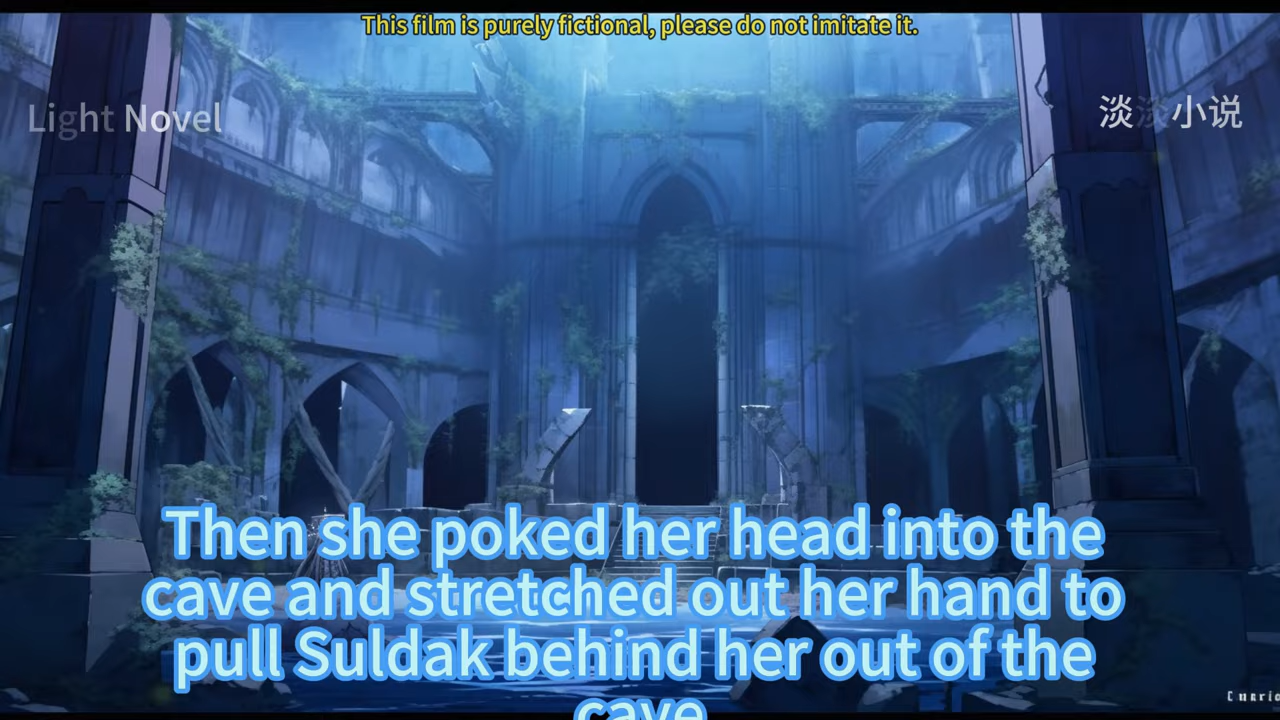 This film is purely fictional, please do not imitate it.
Light Novel
淡淡小说
Then she poked her head into the
cave and stretched out her hand to
pull Suldak behind her out of the
cave